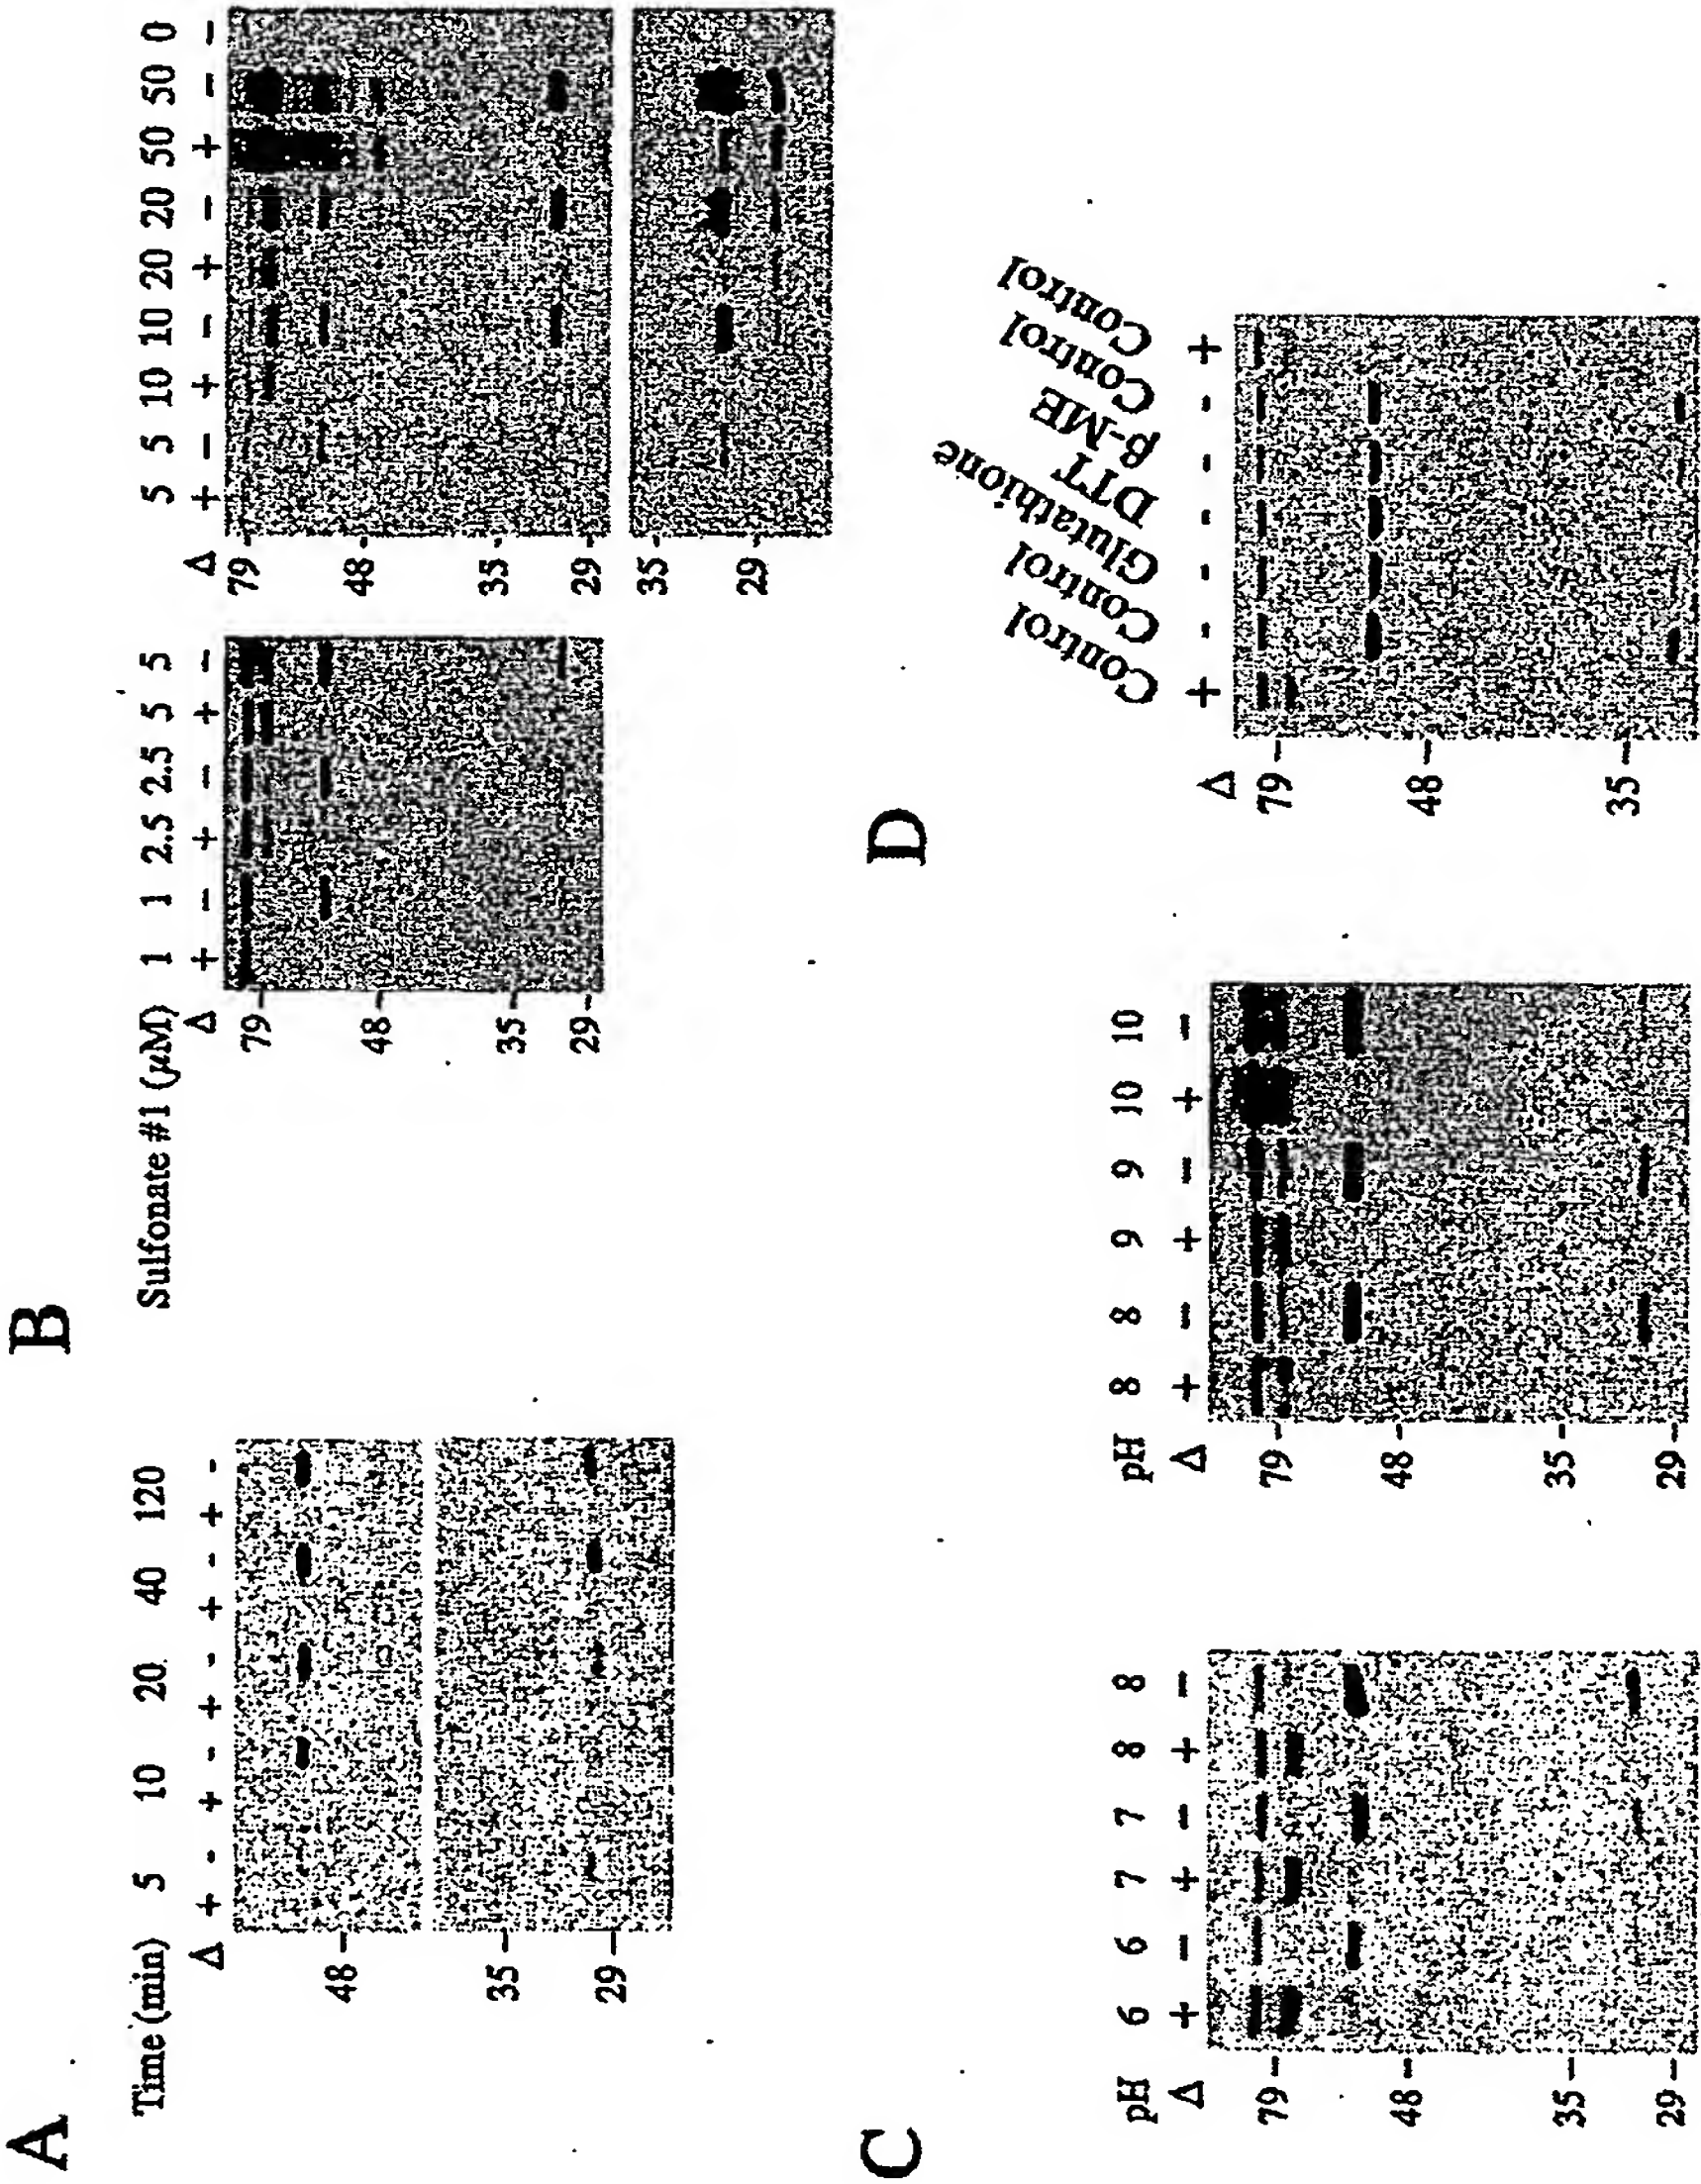 A
Time (min) 5 10 20 40 120
Δ + - + - + - + - + -
48
35
29
B
Sulfonate #1 (μM) 1 1 2.5 2.5 5 5
Δ + - + - + -
79
48
35
29
5 5 10 10 20 20 50 50 0
Δ + - + - + - + - -
79
48
35
29
35
29
C
pH 6 6 7 7 8 8
Δ + - + - + -
79
48
35
29
pH 8 8 9 9 10 10
Δ + - + - + -
79
48
35
29
D
Control
Control
Glutathione
DTT
β-ME
Control
Control
Δ + - - - - - +
79
48
35